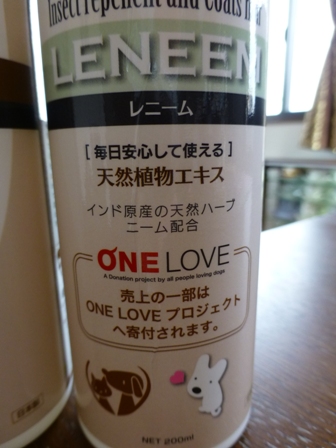 Insect repellent and coats
LENEEM
レニーム
[ 毎日安心して使える ]
天然植物エキス
インド原産の天然ハーブ
ニーム配合
ONE LOVE
A Donation project by all people loving dogs
売上の一部は
ONE LOVE プロジェクト
へ寄付されます。
日本製
NET 200ml